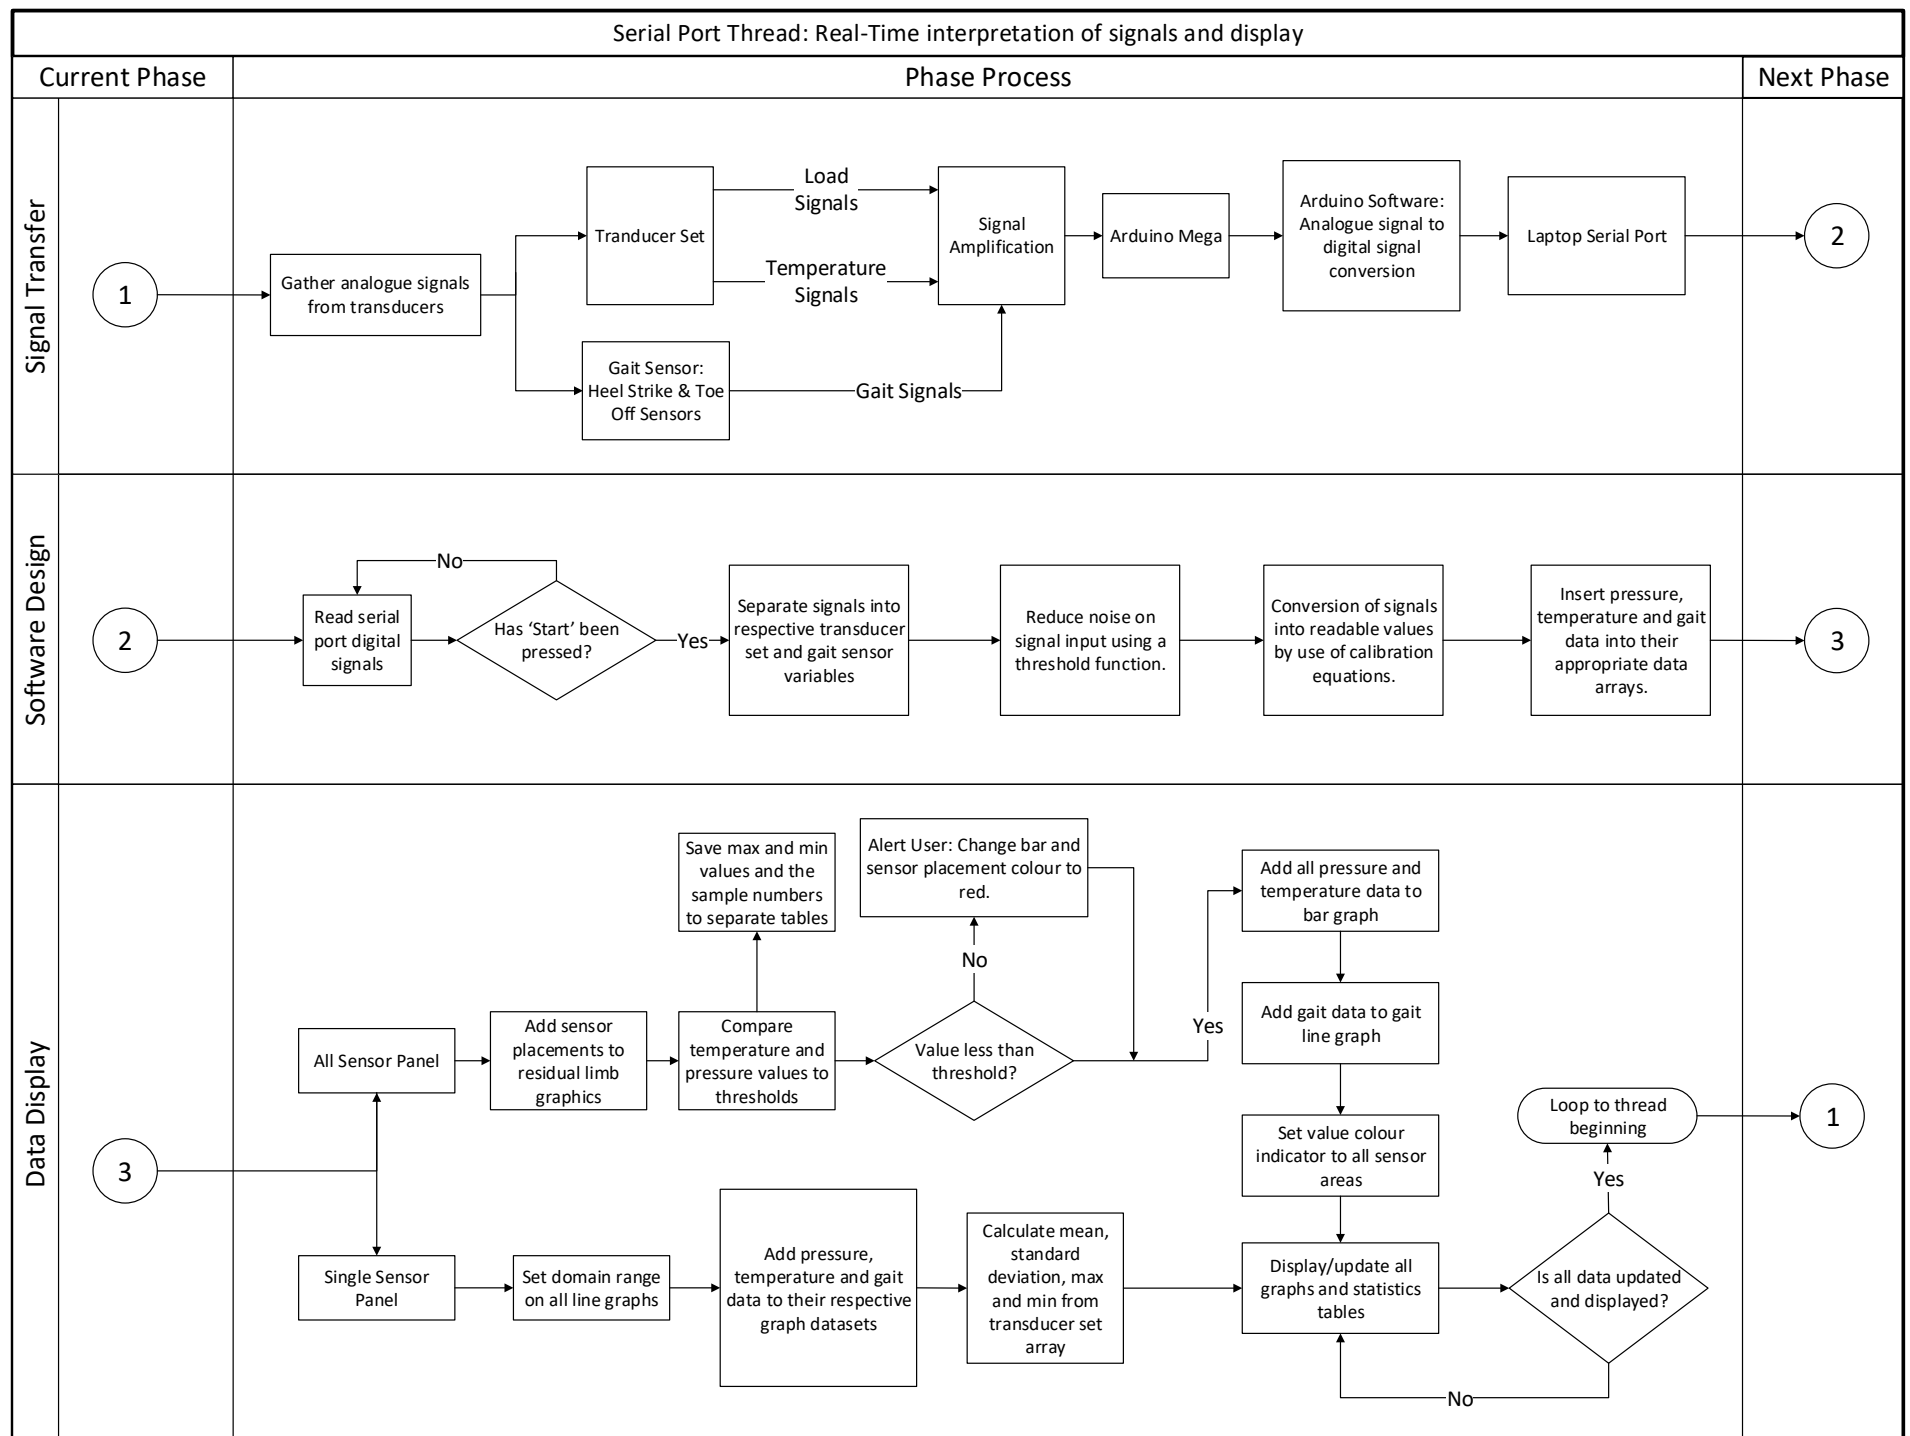 Serial Port Thread: Real-Time interpretation of signals and display
Current Phase
Phase Process
Next Phase
Signal Transfer
1
Gather analogue signals
from transducers
Tranducer Set
Load
Signals
Temperature
Signals
Gait Sensor:
Heel Strike & Toe
Off Sensors
Gait Signals
Signal
Amplification
Arduino Mega
Arduino Software:
Analogue signal to
digital signal
conversion
Laptop Serial Port
2
Software Design
2
Read serial
port digital
signals
No
Has ‘Start’ been
pressed?
Yes
Separate signals into
respective transducer
set and gait sensor
variables
Reduce noise on
signal input using a
threshold function.
Conversion of signals
into readable values
by use of calibration
equations.
Insert pressure,
temperature and gait
data into their
appropriate data
arrays.
3
Data Display
3
All Sensor Panel
Add sensor
placements to
residual limb
graphics
Compare
temperature and
pressure values to
thresholds
Save max and min
values and the
sample numbers
to separate tables
Value less than
threshold?
No
Alert User: Change bar and
sensor placement colour to
red.
Yes
Add all pressure and
temperature data to
bar graph
Add gait data to gait
line graph
Set value colour
indicator to all sensor
areas
Single Sensor
Panel
Set domain range
on all line graphs
Add pressure,
temperature and gait
data to their respective
graph datasets
Calculate mean,
standard
deviation, max
and min from
transducer set
array
Display/update all
graphs and statistics
tables
Is all data updated
and displayed?
No
Yes
Loop to thread
beginning
1